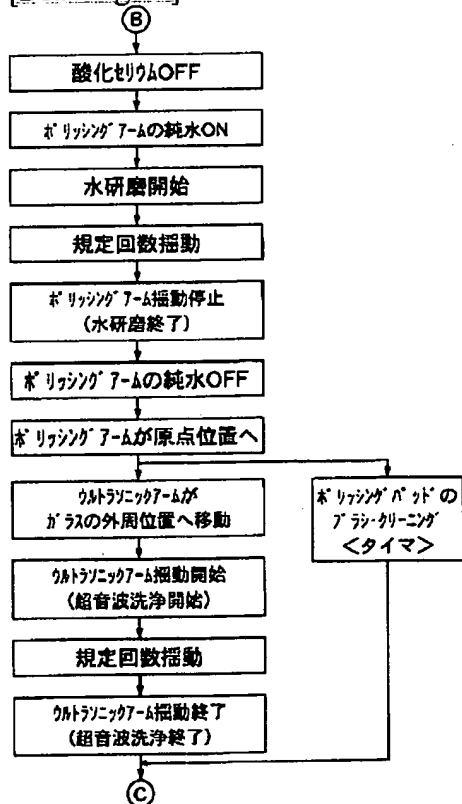 B
酸化セリウムOFF
ポリッシングアームの純水ON
水研磨開始
規定回数揺動
ポリッシングアーム揺動停止
(水研磨終了)
ポリッシングアームの純水OFF
ポリッシングアームが原点位置へ
ウルトラソニックアームが
ガラスの外周位置へ移動
ポリッシングパッドの
ブラシ・クリーニング
<タイマ>
ウルトラソニックアーム揺動開始
(超音波洗浄開始)
規定回数揺動
ウルトラソニックアーム揺動終了
(超音波洗浄終了)
C